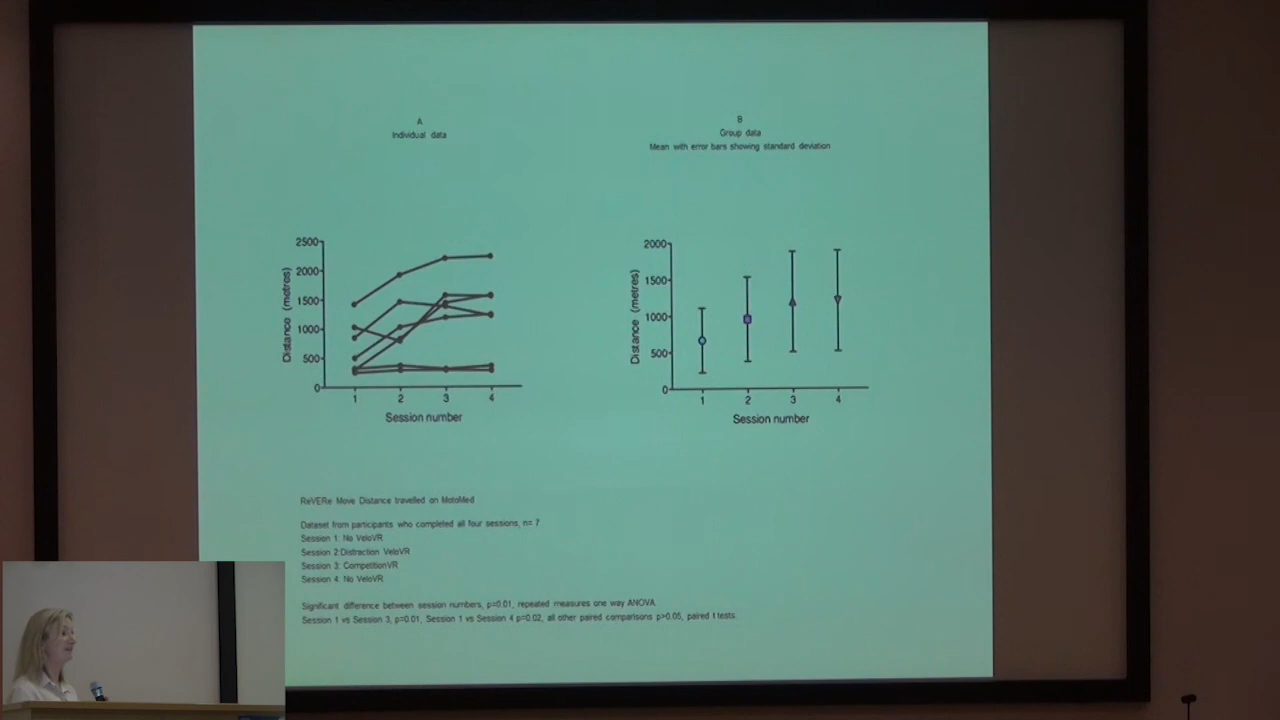 A
Individual data
2500
2000
1500
1000
500
0
Distance (metres)
1 2 3 4
Session number
B
Group data
Mean with error bars showing standard deviation
2000
1500
1000
500
0
Distance (metres)
1 2 3 4
Session number
ReVERe Move Distance travelled on MotoMed
Dataset from participants who completed all four sessions, n= 7
Session 1: No VeloVR
Session 2:Distraction VeloVR
Session 3: CompetitionVR
Session 4: No VeloVR
Significant difference between session numbers, p=0.01, repeated measures one way ANOVA.
Session 1 vs Session 3, p=0.01, Session 1 vs Session 4 p=0.02, all other paired comparisons p>0.05, paired t tests.